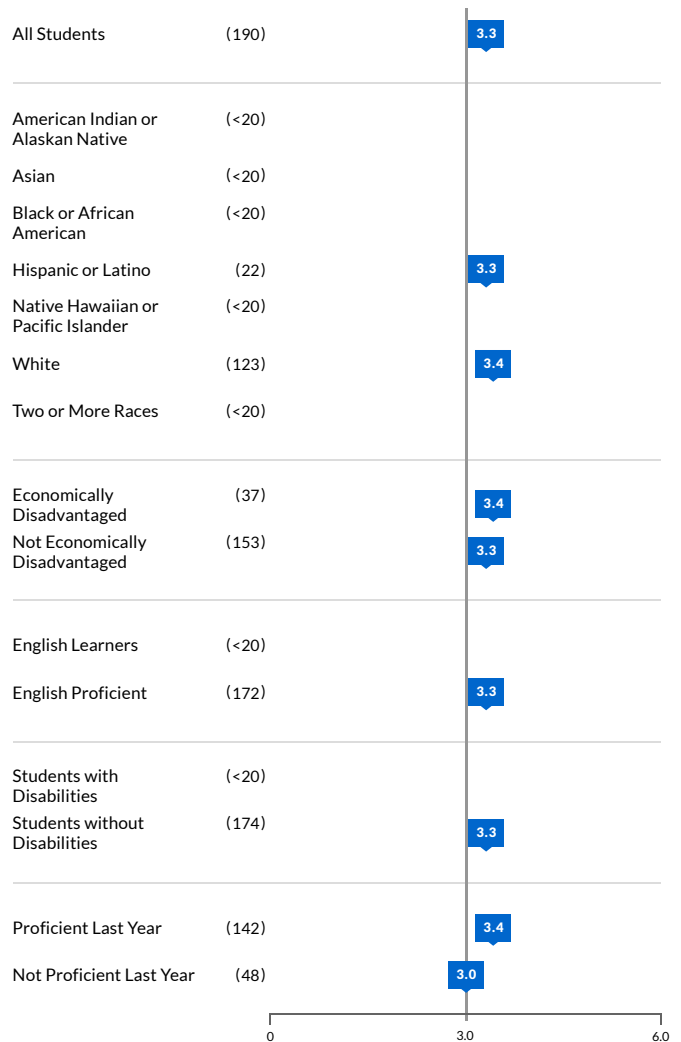 All Students (190) 3.3
American Indian or
Alaskan Native (<20)
Asian (<20)
Black or African
American (<20)
Hispanic or Latino (22) 3.3
Native Hawaiian or
Pacific Islander (<20)
White (123) 3.4
Two or More Races (<20)
Economically
Disadvantaged (37) 3.4
Not Economically
Disadvantaged (153) 3.3
English Learners (<20)
English Proficient (172) 3.3
Students with
Disabilities (<20)
Students without
Disabilities (174) 3.3
Proficient Last Year (142) 3.4
Not Proficient Last Year (48) 3.0
0 3.0 6.0